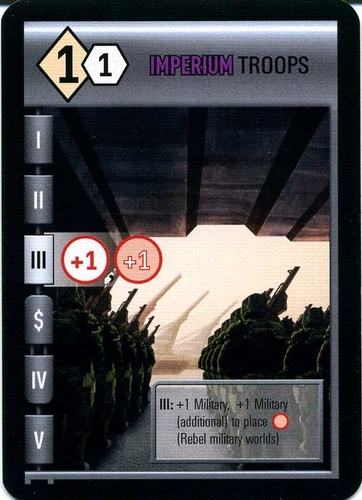 1 1 IMPERIUM TROOPS
I
II
III +1 +1
$
IV
V
III: +1 Military, +1 Military
(additional) to place
(Rebel military worlds)